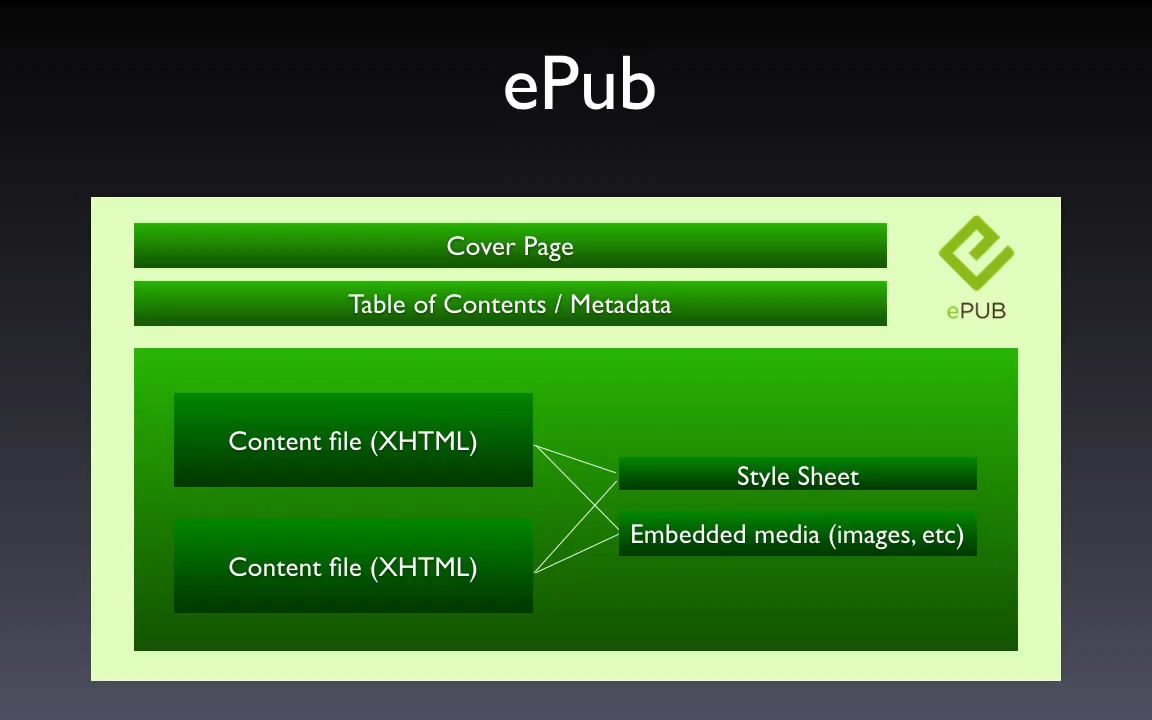 ePub
Cover Page
ePUB
Table of Contents / Metadata
Content file (XHTML)
Style Sheet
Embedded media (images, etc)
Content file (XHTML)